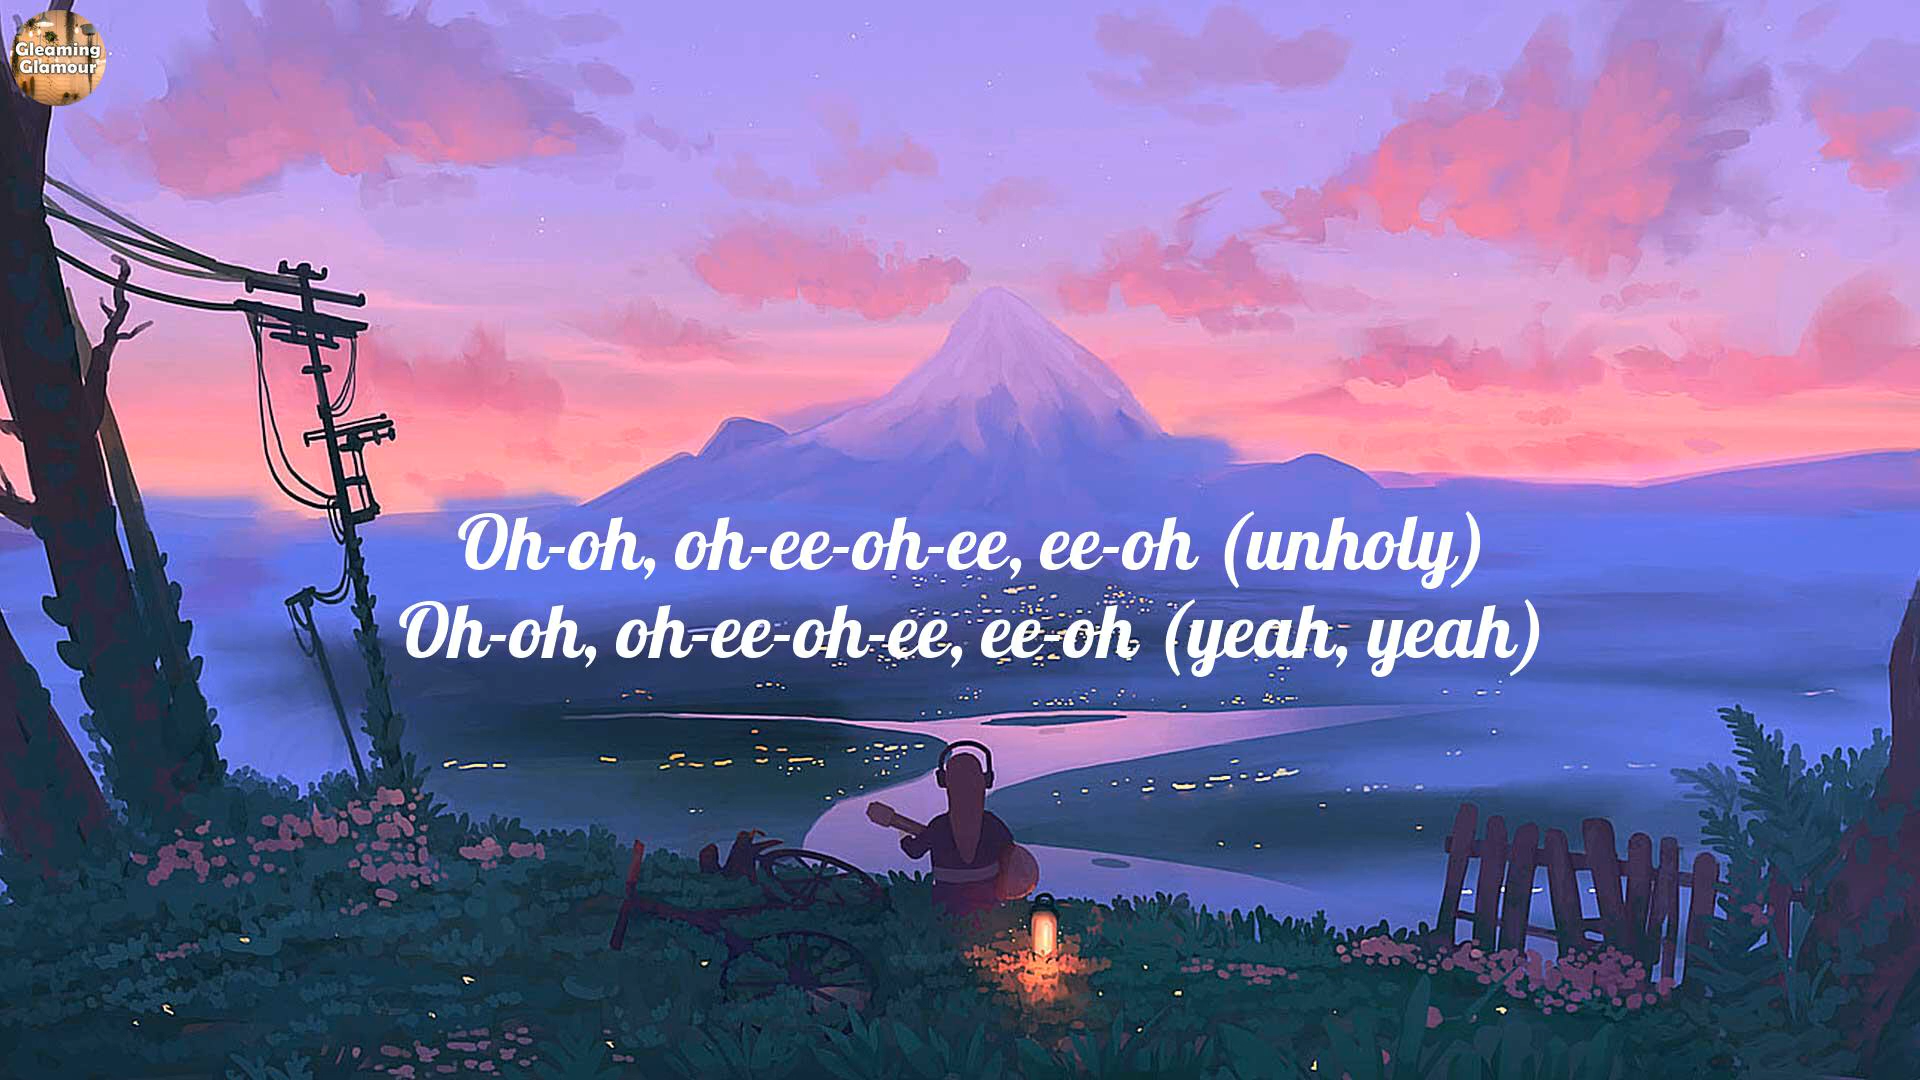 Gleaming
Glamour
Oh-oh, oh-ee-oh-ee, ee-oh (unholy)
Oh-oh, oh-ee-oh-ee, ee-oh (yeah, yeah)